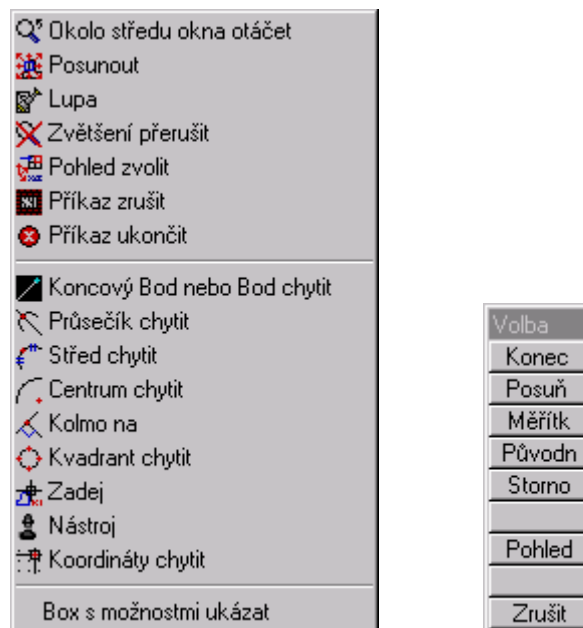 Okolo středu okna otáčet
Posunout
Lupa
Zvětšení přerušit
Pohled zvolit
Příkaz zrušit
Příkaz ukončit
Koncový Bod nebo Bod chytit
Průsečík chytit
Střed chytit
Centrum chytit
Kolmo na
Kvadrant chytit
Zadej
Nástroj
Koordináty chytit
Box s možnostmi ukázat
Volba
Konec
Posuň
Měřítk
Původn
Storno
Pohled
Zrušit